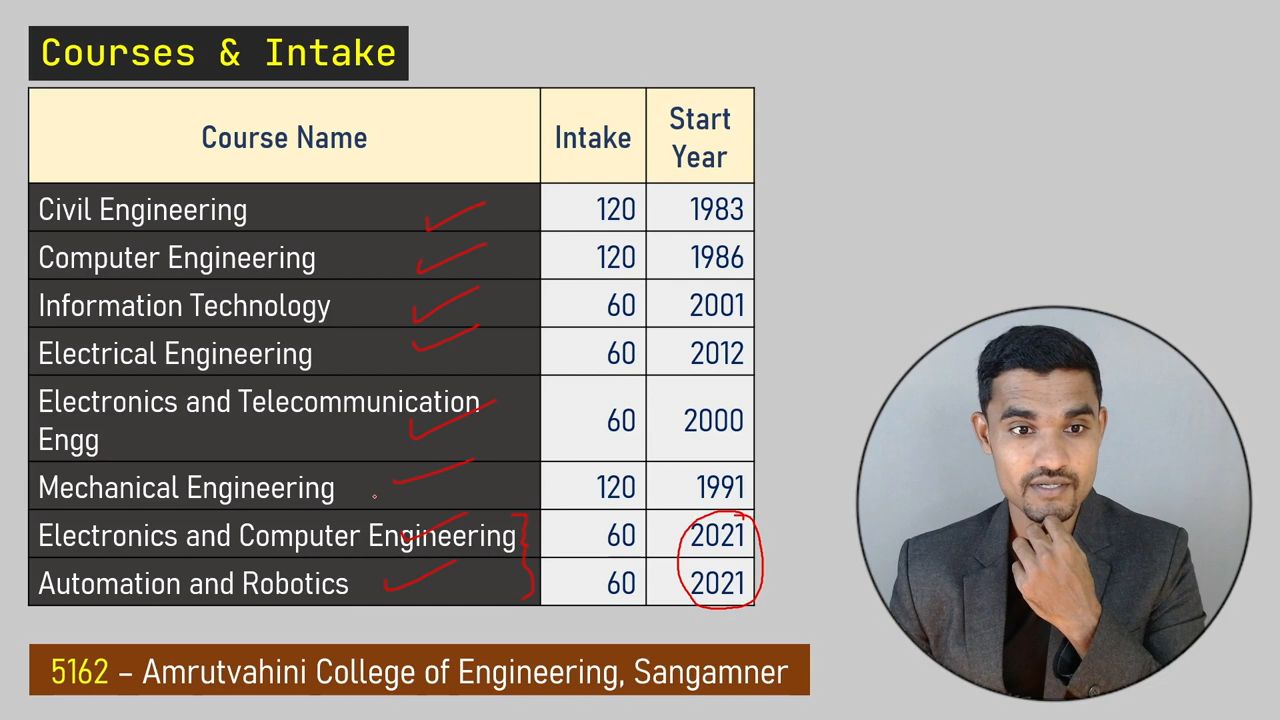 Courses & Intake
Course Name Intake Start Year
Civil Engineering 120 1983
Computer Engineering 120 1986
Information Technology 60 2001
Electrical Engineering 60 2012
Electronics and Telecommunication Engg 60 2000
Mechanical Engineering 120 1991
Electronics and Computer Engineering 60 2021
Automation and Robotics 60 2021
5162 – Amrutvahini College of Engineering, Sangamner